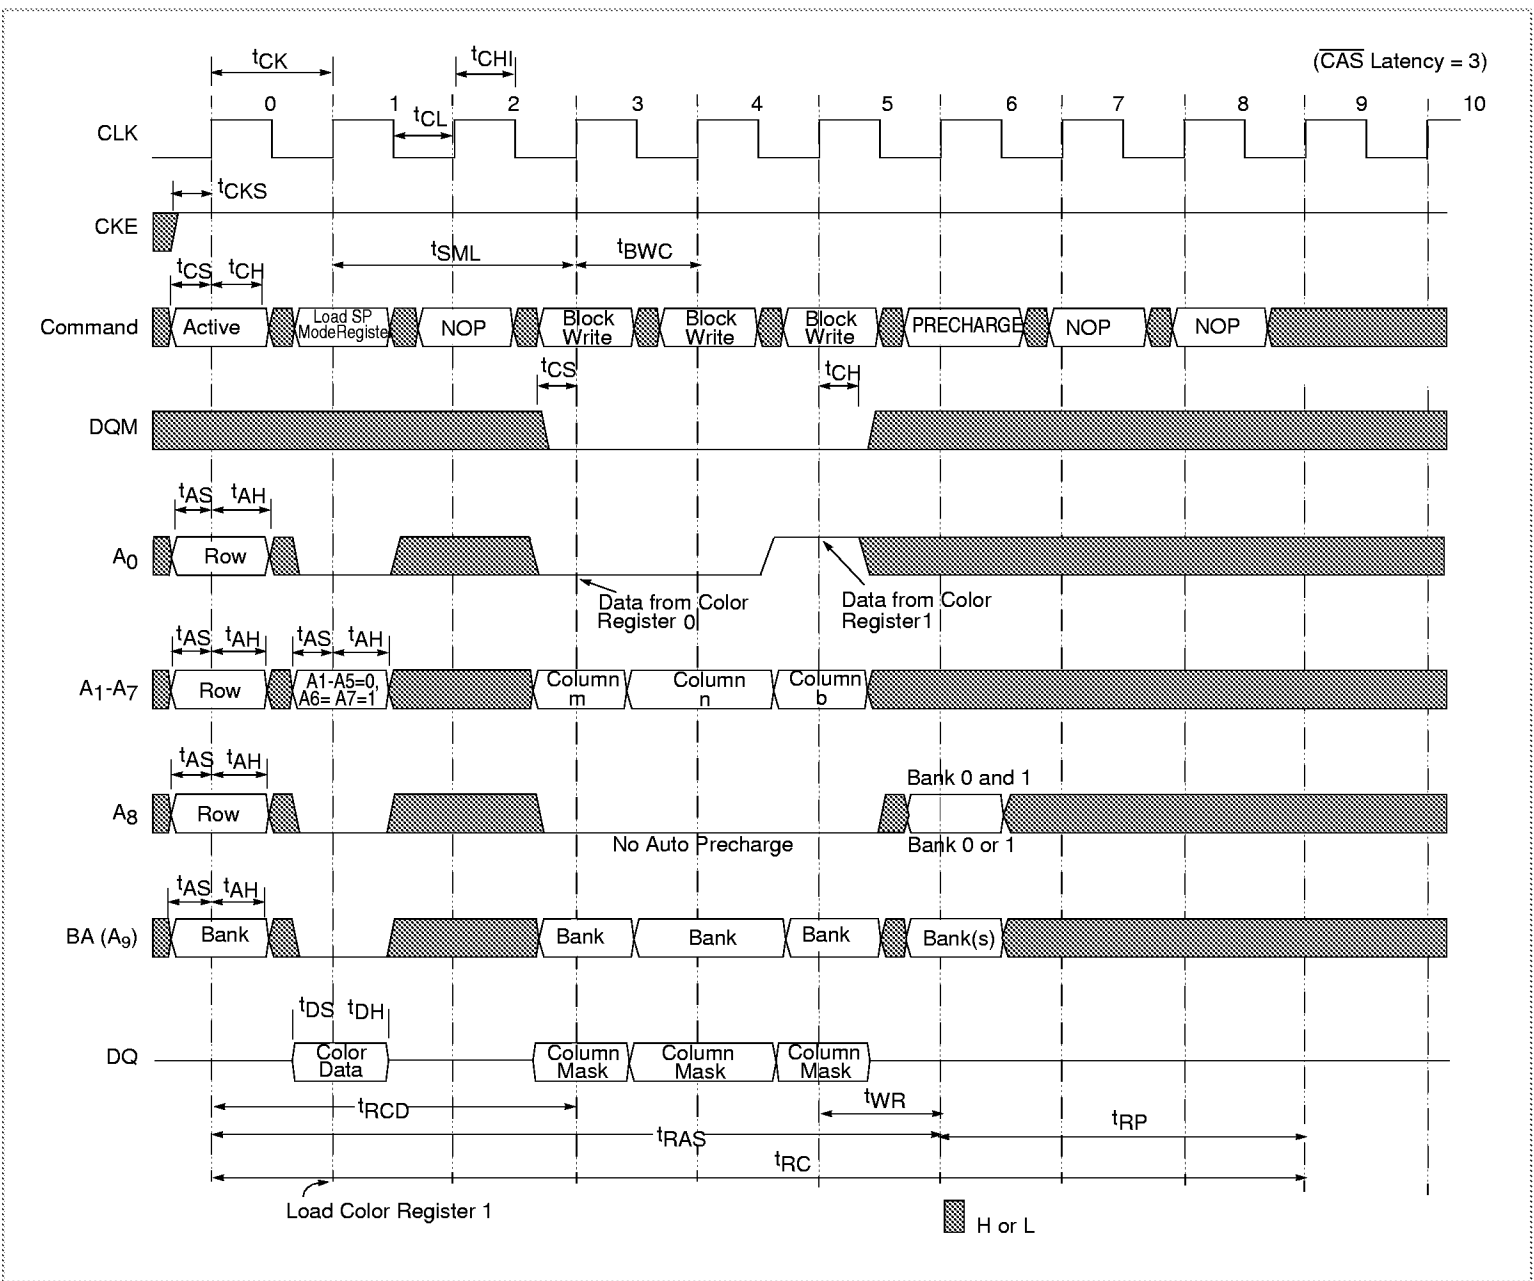 tCK
tCHI
(CAS Latency = 3)
0 1 2 3 4 5 6 7 8 9 10
CLK
tCL
tCKS
CKE
tSML
tBWC
tCS tCH
Command
Active
Load SP
ModeRegiste
NOP
Block
Write
Block
Write
Block
Write
PRECHARGE
NOP
NOP
tCS
tCH
DQM
tAS tAH
A0
Row
Data from Color
Register 0
Data from Color
Register1
tAS tAH tAS tAH
A1-A7
Row
A1-A5=0,
A6= A7=1
Column
m
Column
n
Column
b
tAS tAH
Bank 0 and 1
A8
Row
No Auto Precharge
Bank 0 or 1
tAS tAH
BA (A9)
Bank
Bank
Bank
Bank
Bank(s)
tDS tDH
DQ
Color
Data
Column
Mask
Column
Mask
Column
Mask
tRCD
tWR
tRAS
tRP
tRC
Load Color Register 1
H or L